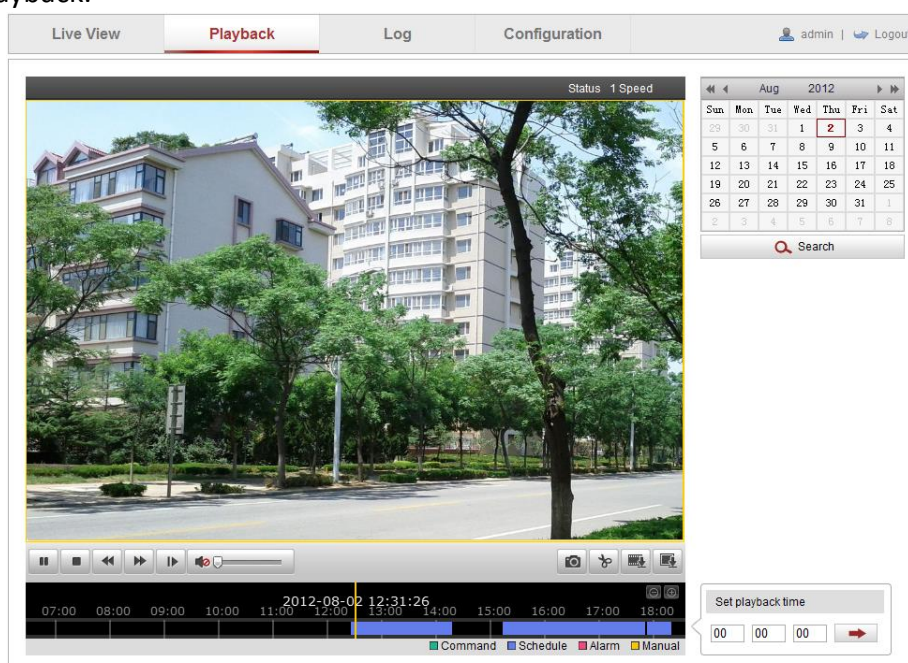 ayback.
Live View Playback Log Configuration admin | Logou
Status 1 Speed
Aug 2012
Sun Mon Tue Wed Thu Fri Sat
29 30 31 1 2 3 4
5 6 7 8 9 10 11
12 13 14 15 16 17 18
19 20 21 22 23 24 25
26 27 28 29 30 31 1
2 3 4 5 6 7 8
Search
2012-08-02 12:31:26
07:00 08:00 09:00 10:00 11:00 12:00 13:00 14:00 15:00 16:00 17:00 18:00
Command Schedule Alarm Manual
Set playback time
00 00 00